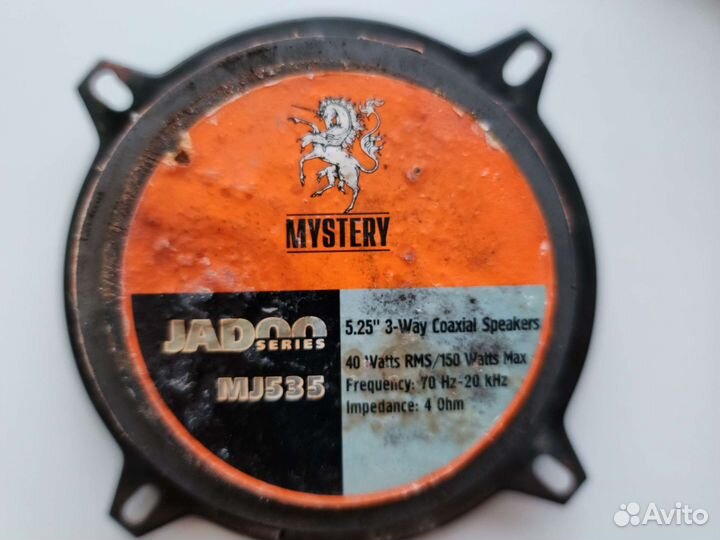 MYSTERY
JADOO
SERIES
MJ535
5.25" 3-Way Coaxial Speakers
40 Watts RMS/150 Watts Max
Frequency: 70 Hz-20 kHz
Impedance: 4 Ohm
Avito